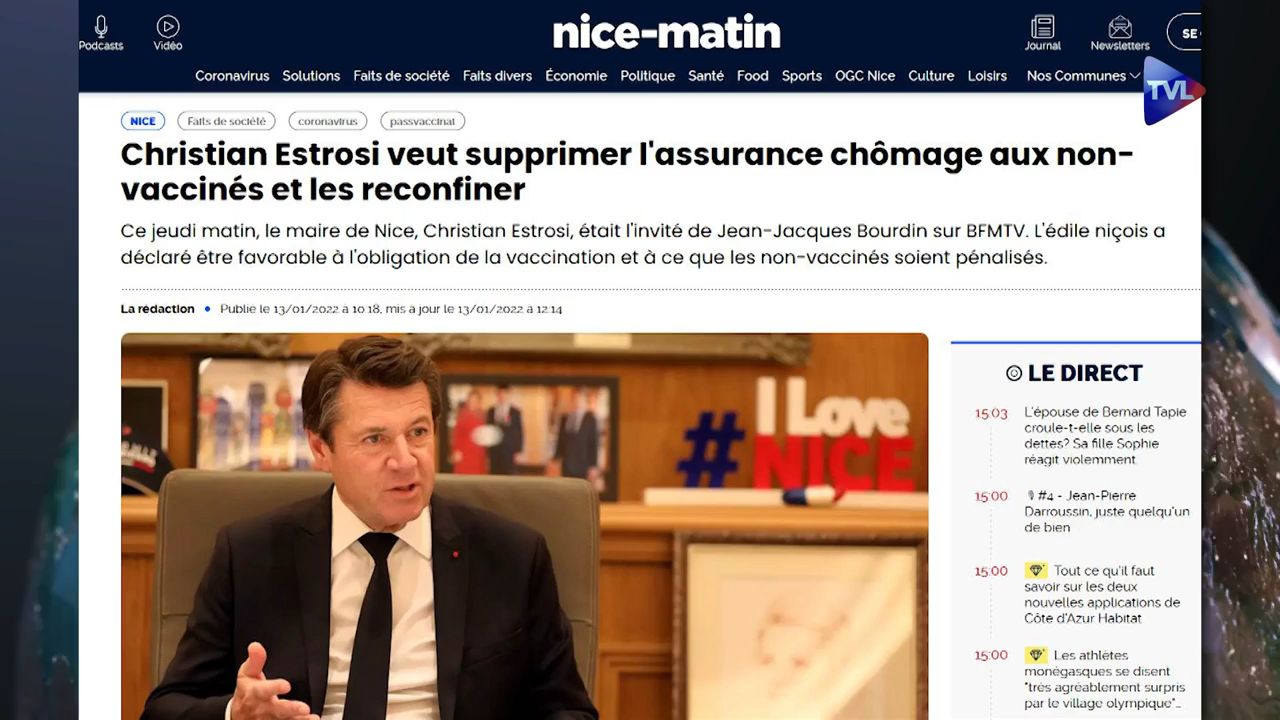 nice-matin
Podcasts
Vidéo
Journal
Newsletters
SE
Coronavirus Solutions Faits de société Faits divers Économie Politique Santé Food Sports OGC Nice Culture Loisirs Nos Communes
TVL
NICE Faits de société coronavirus passvaccinal
Christian Estrosi veut supprimer l'assurance chômage aux non-
vaccinés et les reconfiner
Ce jeudi matin, le maire de Nice, Christian Estrosi, était l'invité de Jean-Jacques Bourdin sur BFMTV. L'édile niçois a
déclaré être favorable à l'obligation de la vaccination et à ce que les non-vaccinés soient pénalisés.
La rédaction • Publié le 13/01/2022 à 10:18, mis à jour le 13/01/2022 à 12:14
# I Love
NICE
LE DIRECT
15:03 L'épouse de Bernard Tapie
croule-t-elle sous les
dettes? Sa fille Sophie
réagit violemment
15:00 #4 - Jean-Pierre
Darroussin, juste quelqu'un
de bien
15:00 Tout ce qu'il faut
savoir sur les deux
nouvelles applications de
Côte d'Azur Habitat
15:00 Les athlètes
monégasques se disent
"très agréablement surpris
par le village olympique"...